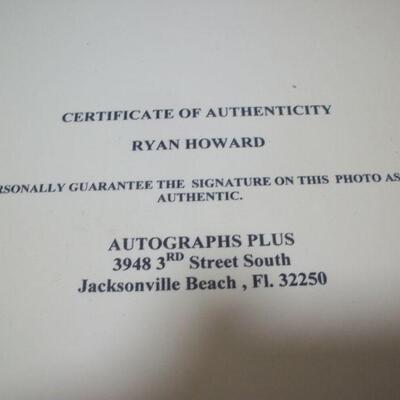 CERTIFICATE OF AUTHENTICITY
RYAN HOWARD
GUARANTEE THE SIGNATURE ON THIS PHOTO AS
AUTHENTIC.
AUTOGRAPHS PLUS
3948 3RD Street South
Jacksonville Beach , Fl. 32250